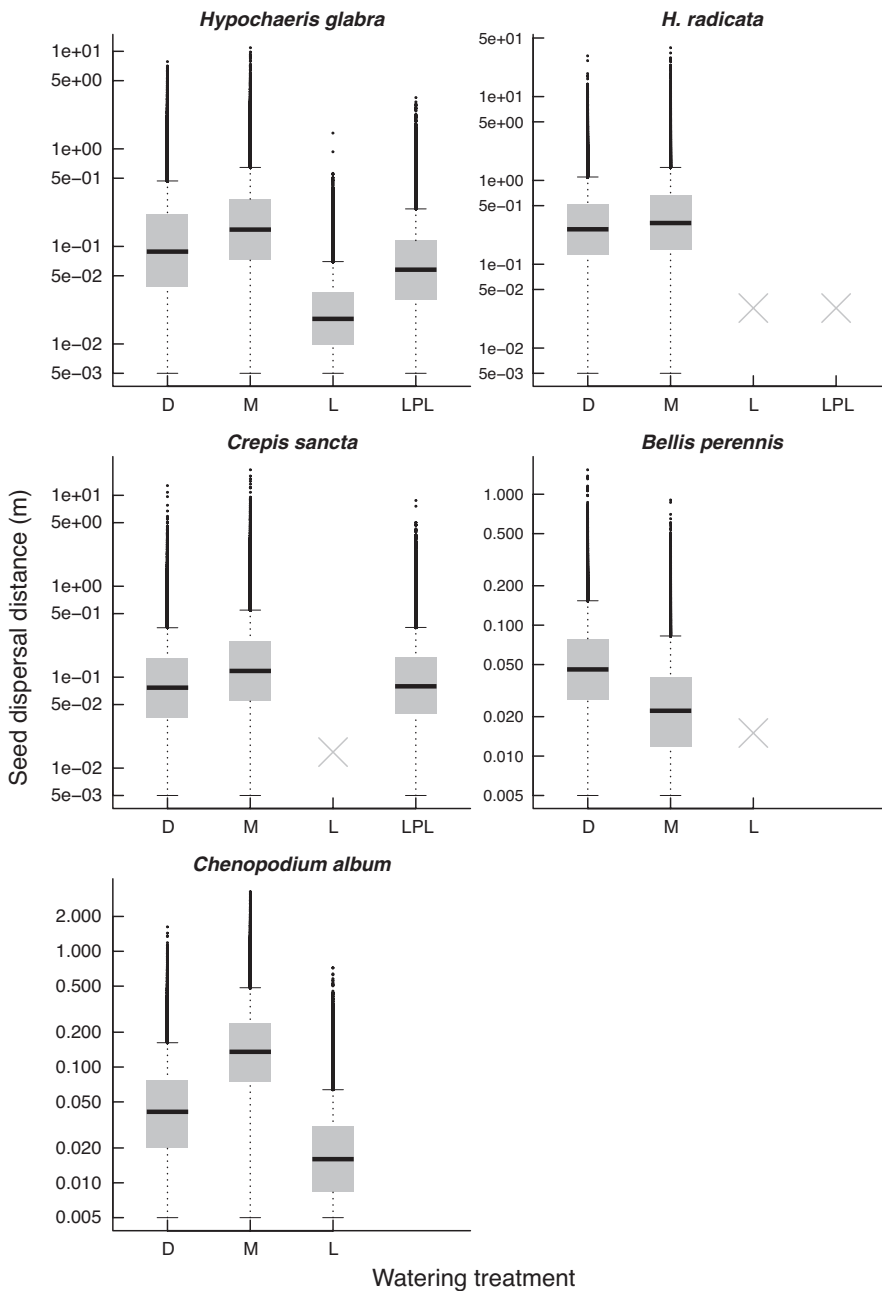 Hypochaeris glabra
1e+01
5e+00
1e+00
5e−01
1e−01
5e−02
1e−02
5e−03
D M L LPL
H. radicata
5e+01
1e+01
5e+00
1e+00
5e−01
1e−01
5e−02
1e−02
5e−03
D M L LPL
Seed dispersal distance (m)
Crepis sancta
1e+01
5e+00
1e+00
5e−01
1e−01
5e−02
1e−02
5e−03
D M L LPL
Bellis perennis
1.000
0.500
0.200
0.100
0.050
0.020
0.010
0.005
D M L
Chenopodium album
2.000
1.000
0.500
0.200
0.100
0.050
0.020
0.010
0.005
D M L
Watering treatment